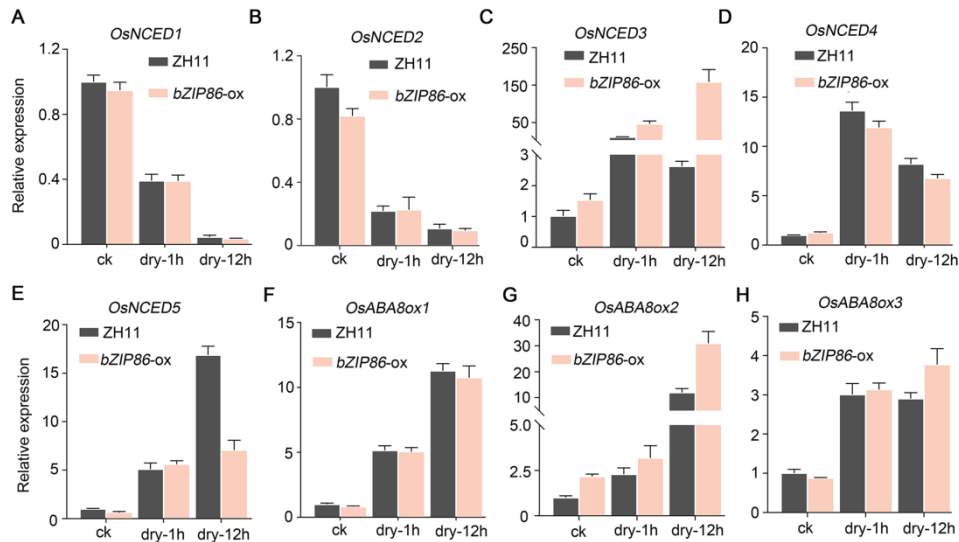 A
OsNCED1
Relative expression
1.2
0.8
0.4
0
ZH11
bZIP86-ox
ck
dry-1h
dry-12h
B
OsNCED2
1.2
0.8
0.4
0
ZH11
bZIP86-ox
ck
dry-1h
dry-12h
C
OsNCED3
250
150
50
3
2
1
0
ZH11
bZIP86-ox
ck
dry-1h
dry-12h
D
OsNCED4
20
15
10
5
0
ZH11
bZIP86-ox
ck
dry-1h
dry-12h
E
OsNCED5
Relative expression
20
15
10
5
0
ZH11
bZIP86-ox
ck
dry-1h
dry-12h
F
OsABA8ox1
15
10
5
0
ZH11
bZIP86-ox
ck
dry-1h
dry-12h
G
OsABA8ox2
40
30
20
10
5.0
2.5
0
ZH11
bZIP86-ox
ck
dry-1h
dry-12h
H
OsABA8ox3
5
4
3
2
1
0
ZH11
bZIP86-ox
ck
dry-1h
dry-12h